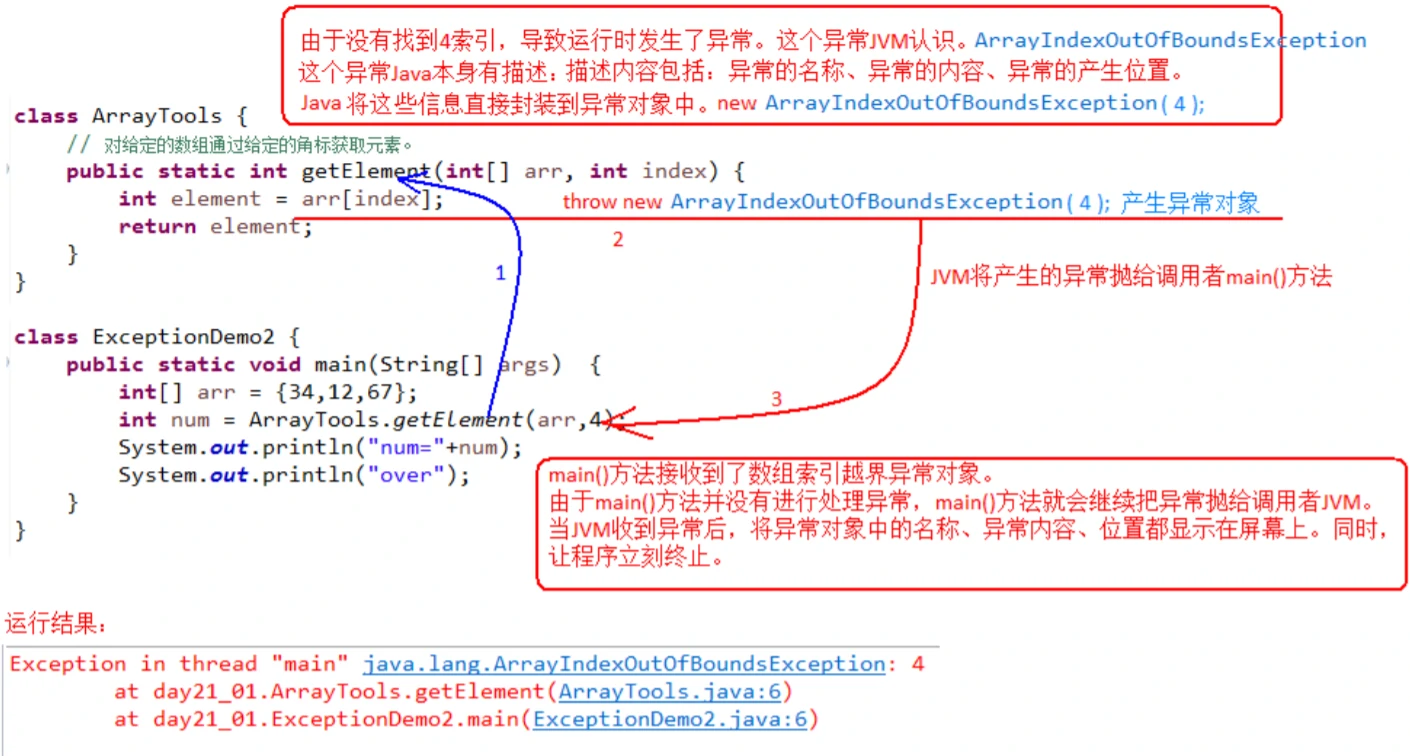 由于没有找到4索引，导致运行时发生了异常。这个异常JVM认识。ArrayIndexOutOfBoundsException
这个异常Java本身有描述：描述内容包括：异常的名称、异常的内容、异常的产生位置。
Java 将这些信息直接封装到异常对象中。new ArrayIndexOutOfBoundsException(4);
class ArrayTools {
// 对给定的数组通过给定的角标获取元素。
public static int getElement(int[] arr, int index) {
int element = arr[index]; throw new ArrayIndexOutOfBoundsException(4); 产生异常对象
return element;
2
}
1
JVM将产生的异常抛给调用者main()方法
}
class ExceptionDemo2 {
public static void main(String[] args) {
int[] arr = {34,12,67};
3
int num = ArrayTools.getElement(arr,4);
System.out.println("num="+num);
System.out.println("over");
}
}
main()方法接收到了数组索引越界异常对象。
由于main()方法并没有进行处理异常，main()方法就会继续把异常抛给调用者JVM。
当JVM收到异常后，将异常对象中的名称、异常内容、位置都显示在屏幕上。同时，
让程序立刻终止。
运行结果：
Exception in thread "main" java.lang.ArrayIndexOutOfBoundsException: 4
at day21_01.ArrayTools.getElement(ArrayTools.java:6)
at day21_01.ExceptionDemo2.main(ExceptionDemo2.java:6)